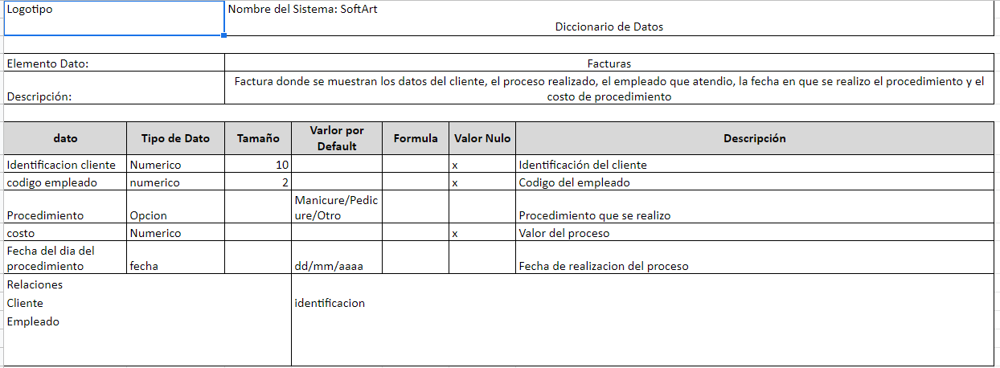 Logotipo
Nombre del Sistema: SoftArt
Diccionario de Datos
Elemento Dato:
Facturas
Descripción:
Factura donde se muestran los datos del cliente, el proceso realizado, el empleado que atendio, la fecha en que se realizo el procedimiento y el
costo de procedimiento
dato
Tipo de Dato
Tamaño
Varlor por
Default
Formula
Valor Nulo
Descripción
Identificacion cliente
Numerico
10
x
Identificación del cliente
codigo empleado
numerico
2
x
Codigo del empleado
Procedimiento
Opcion
Manicure/Pedic
ure/Otro
Procedimiento que se realizo
costo
Numerico
x
Valor del proceso
Fecha del dia del
procedimiento
fecha
dd/mm/aaaa
Fecha de realizacion del proceso
Relaciones
Cliente
identificacion
Empleado